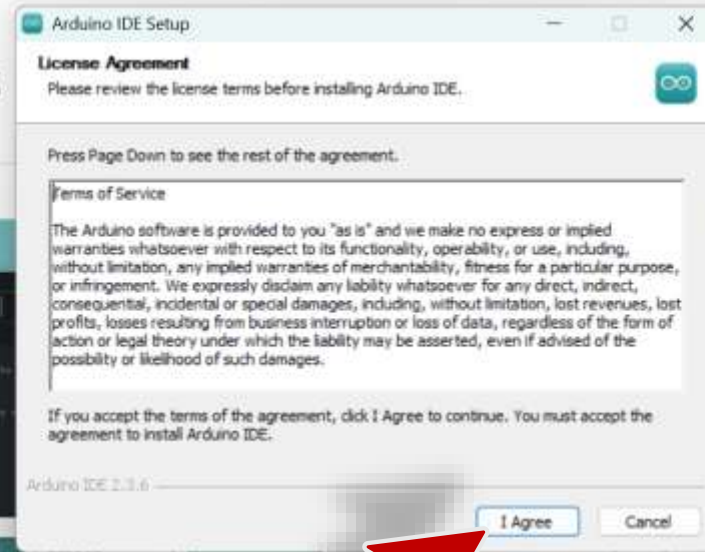 Arduino IDE Setup
License Agreement
Please review the license terms before installing Arduino IDE.
Press Page Down to see the rest of the agreement.
Terms of Service
The Arduino software is provided to you "as is" and we make no express or implied
warranties whatsoever with respect to its functionality, operability, or use, including,
without limitation, any implied warranties of merchantability, fitness for a particular purpose,
or infringement. We expressly disclaim any liability whatsoever for any direct, indirect,
consequential, incidental or special damages, including, without limitation, lost revenues, lost
profits, losses resulting from business interruption or loss of data, regardless of the form of
action or legal theory under which the liability may be asserted, even if advised of the
possibility or likelihood of such damages.
If you accept the terms of the agreement, click I Agree to continue. You must accept the
agreement to install Arduino IDE.
Arduino IDE 2.3.6
I Agree
Cancel